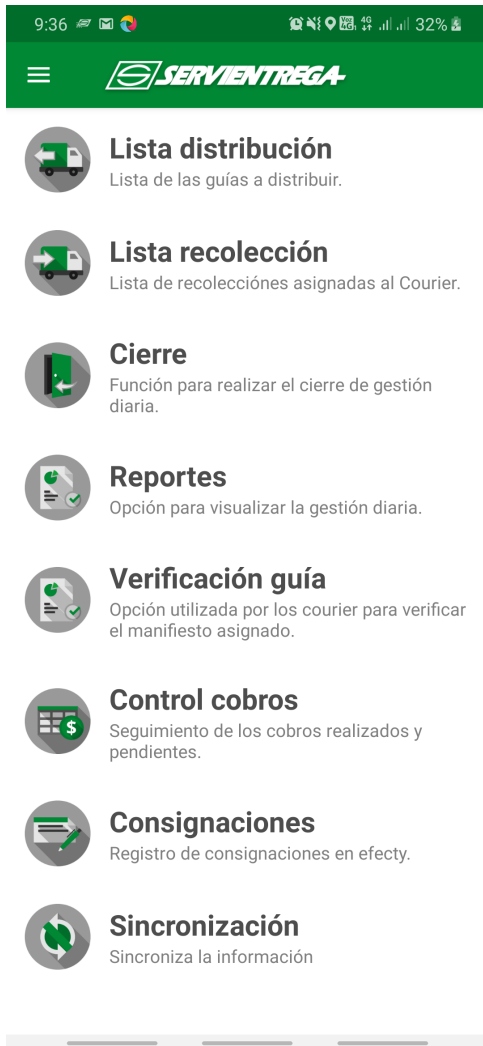 9:36 32%
SERVIENTREGA
Lista distribución
Lista de las guías a distribuir.
Lista recolección
Lista de recolecciónes asignadas al Courier.
Cierre
Función para realizar el cierre de gestión
diaria.
Reportes
Opción para visualizar la gestión diaria.
Verificación guía
Opción utilizada por los courier para verificar
el manifiesto asignado.
Control cobros
Seguimiento de los cobros realizados y
pendientes.
Consignaciones
Registro de consignaciones en efecty.
Sincronización
Sincroniza la información